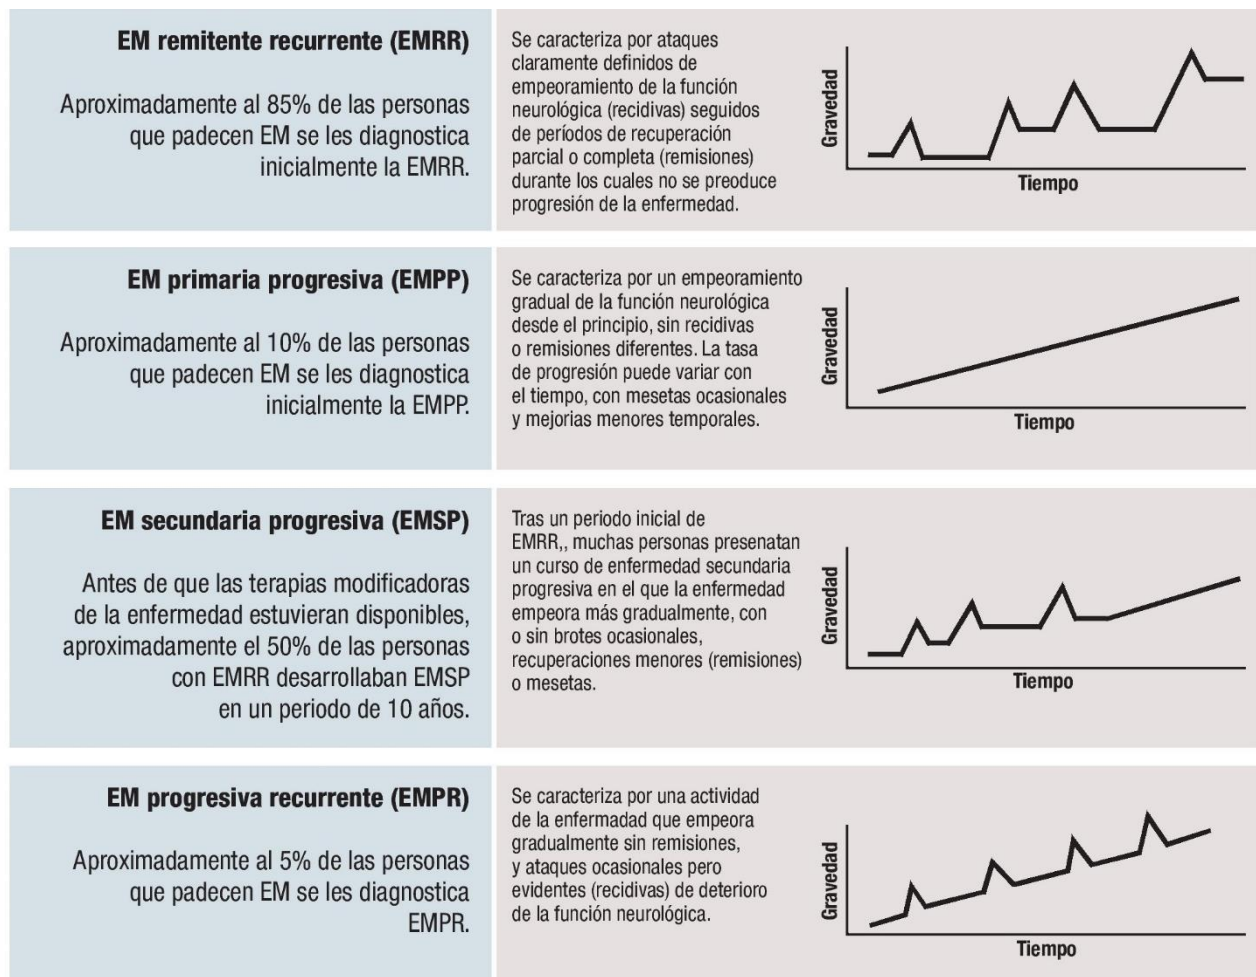 EM remitente recurrente (EMRR)
Aproximadamente al 85% de las personas
que padecen EM se les diagnostica
inicialmente la EMRR.
Se caracteriza por ataques
claramente definidos de
empeoramiento de la función
neurológica (recidivas) seguidos
de períodos de recuperación
parcial o completa (remisiones)
durante los cuales no se preoduce
progresión de la enfermedad.
Gravedad
Tiempo
EM primaria progresiva (EMPP)
Aproximadamente al 10% de las personas
que padecen EM se les diagnostica
inicialmente la EMPP.
Se caracteriza por un empeoramiento
gradual de la función neurológica
desde el principio, sin recidivas
o remisiones diferentes. La tasa
de progresión puede variar con
el tiempo, con mesetas ocasionales
y mejorias menores temporales.
Gravedad
Tiempo
EM secundaria progresiva (EMSP)
Antes de que las terapias modificadoras
de la enfermedad estuvieran disponibles,
aproximadamente el 50% de las personas
con EMRR desarrollaban EMSP
en un periodo de 10 años.
Tras un periodo inicial de
EMRR,, muchas personas presenatan
un curso de enfermedad secundaria
progresiva en el que la enfermedad
empeora más gradualmente, con
o sin brotes ocasionales,
recuperaciones menores (remisiones)
o mesetas.
Gravedad
Tiempo
EM progresiva recurrente (EMPR)
Aproximadamente al 5% de las personas
que padecen EM se les diagnostica
EMPR.
Se caracteriza por una actividad
de la enfermadad que empeora
gradualmente sin remisiones,
y ataques ocasionales pero
evidentes (recidivas) de deterioro
de la función neurológica.
Gravedad
Tiempo